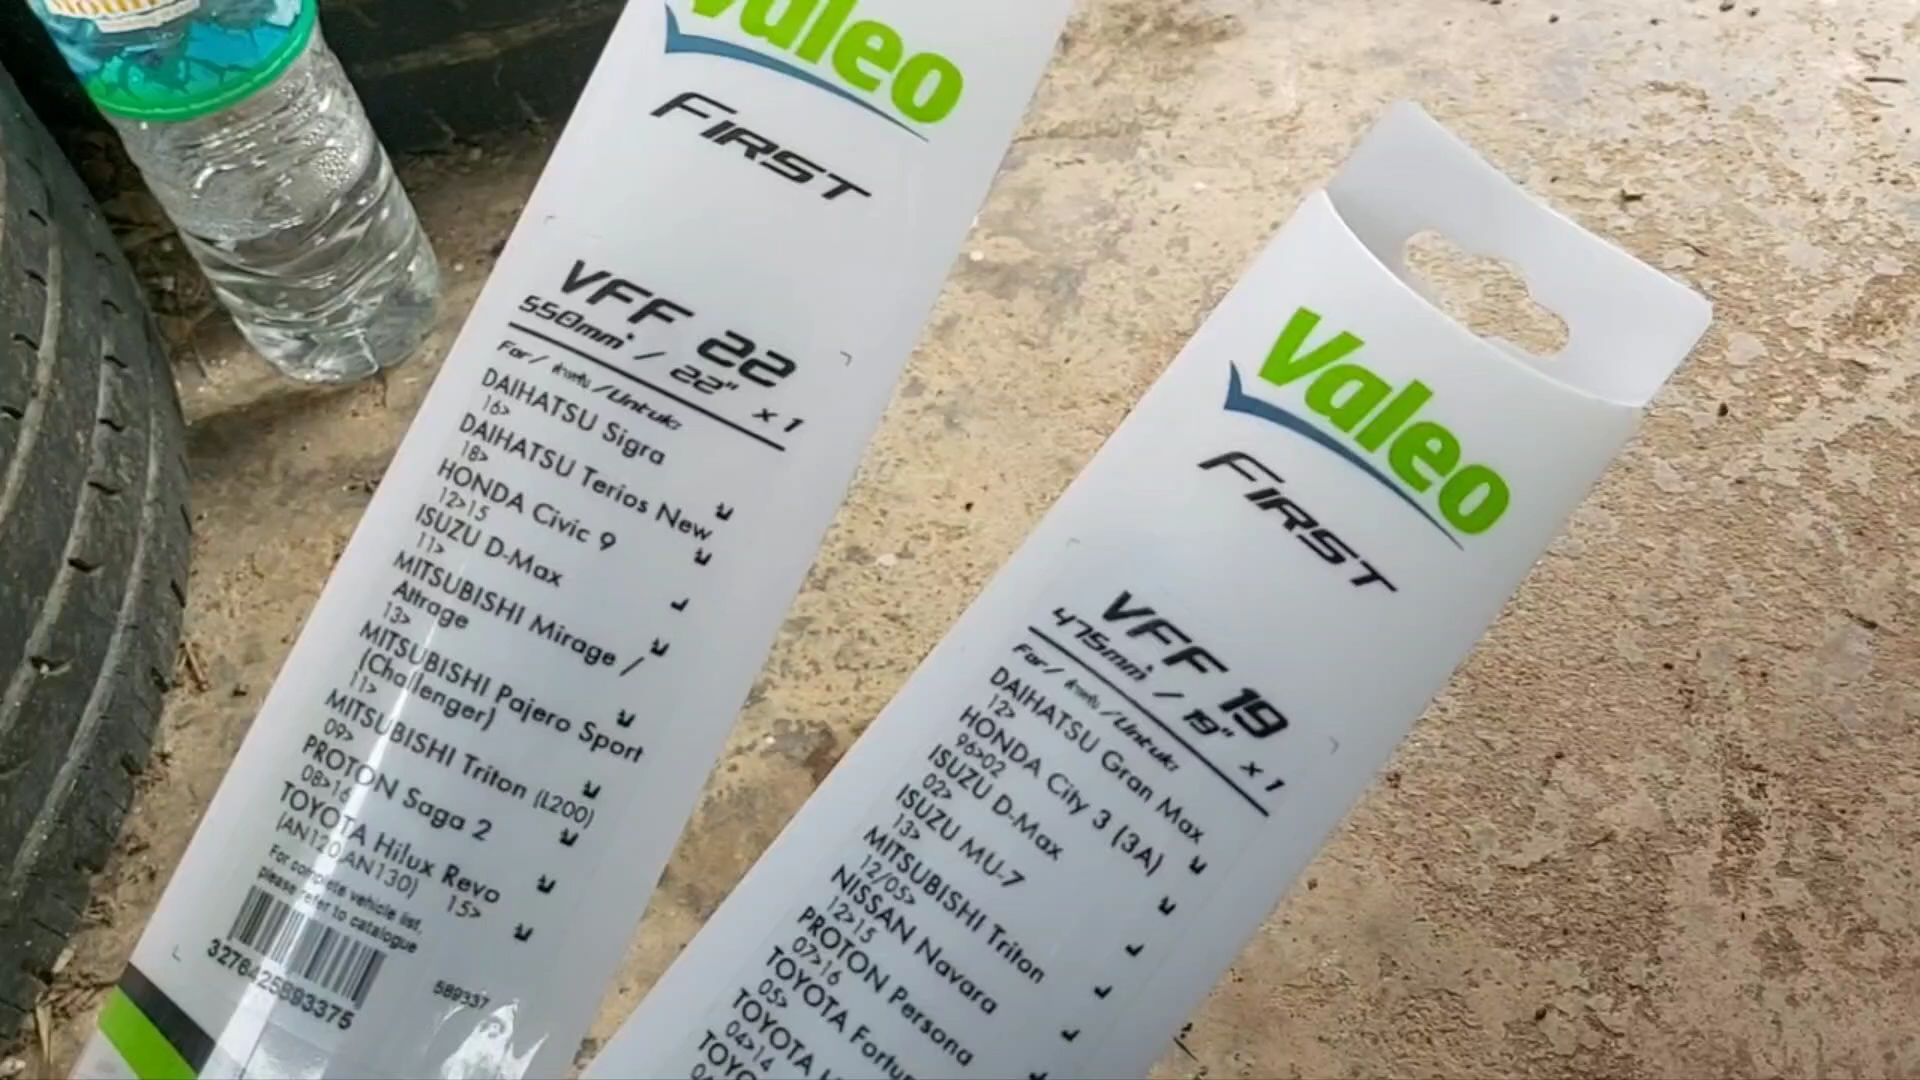 Valeo
FIRST
VFF 22
550mm* / 22" x 1
For / สำหรับ / Untuk:
DAIHATSU Sigra
16>
DAIHATSU Terios New
18>
HONDA Civic 9
12>15
ISUZU D-Max
11>
MITSUBISHI Mirage /
Attrage
13>
MITSUBISHI Pajero Sport
(Challenger)
11>
MITSUBISHI Triton (L200)
09>
PROTON Saga 2
08>16
TOYOTA Hilux Revo
(AN120,AN130) 15>
For complete vehicle list,
please refer to catalogue
3276425893375
589337
Valeo
FIRST
VFF 19
475mm* / 19" x 1
For / สำหรับ / Untuk:
DAIHATSU Gran Max
12>
HONDA City 3 (3A)
96>02
ISUZU D-Max
02>
ISUZU MU-7
13>
MITSUBISHI Triton
12/05>
NISSAN Navara
12>15
PROTON Persona
07>16
TOYOTA
05>
TOYOTA
04>14